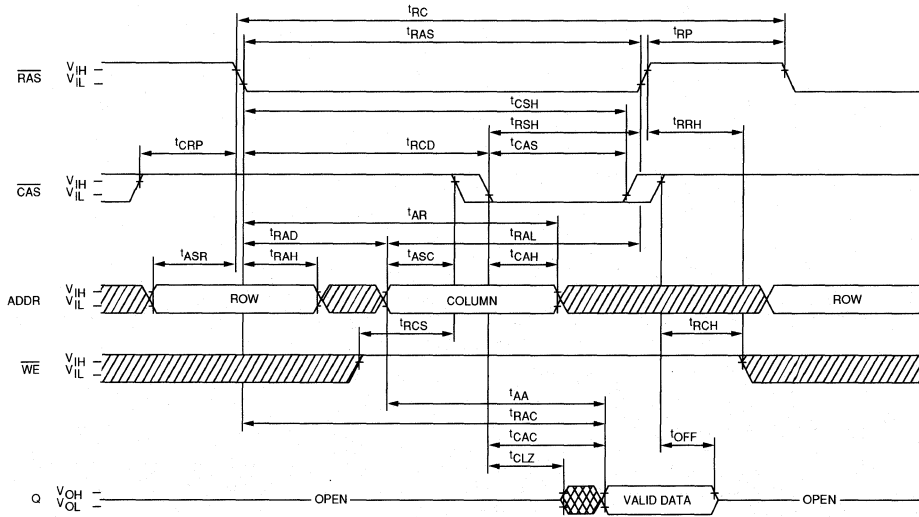 tRC
tRAS
tRP
RAS
VIH
VIL
tCSH
tRSH
tRRH
tCRP
tRCD
tCAS
CAS
VIH
VIL
tAR
tRAD
tRAL
tASR
tRAH
tASC
tCAH
ADDR
VIH
VIL
ROW
COLUMN
ROW
tRCS
tRCH
WE
VIH
VIL
tAA
tRAC
tCAC
tOFF
tCLZ
Q
VOH
VOL
OPEN
VALID DATA
OPEN